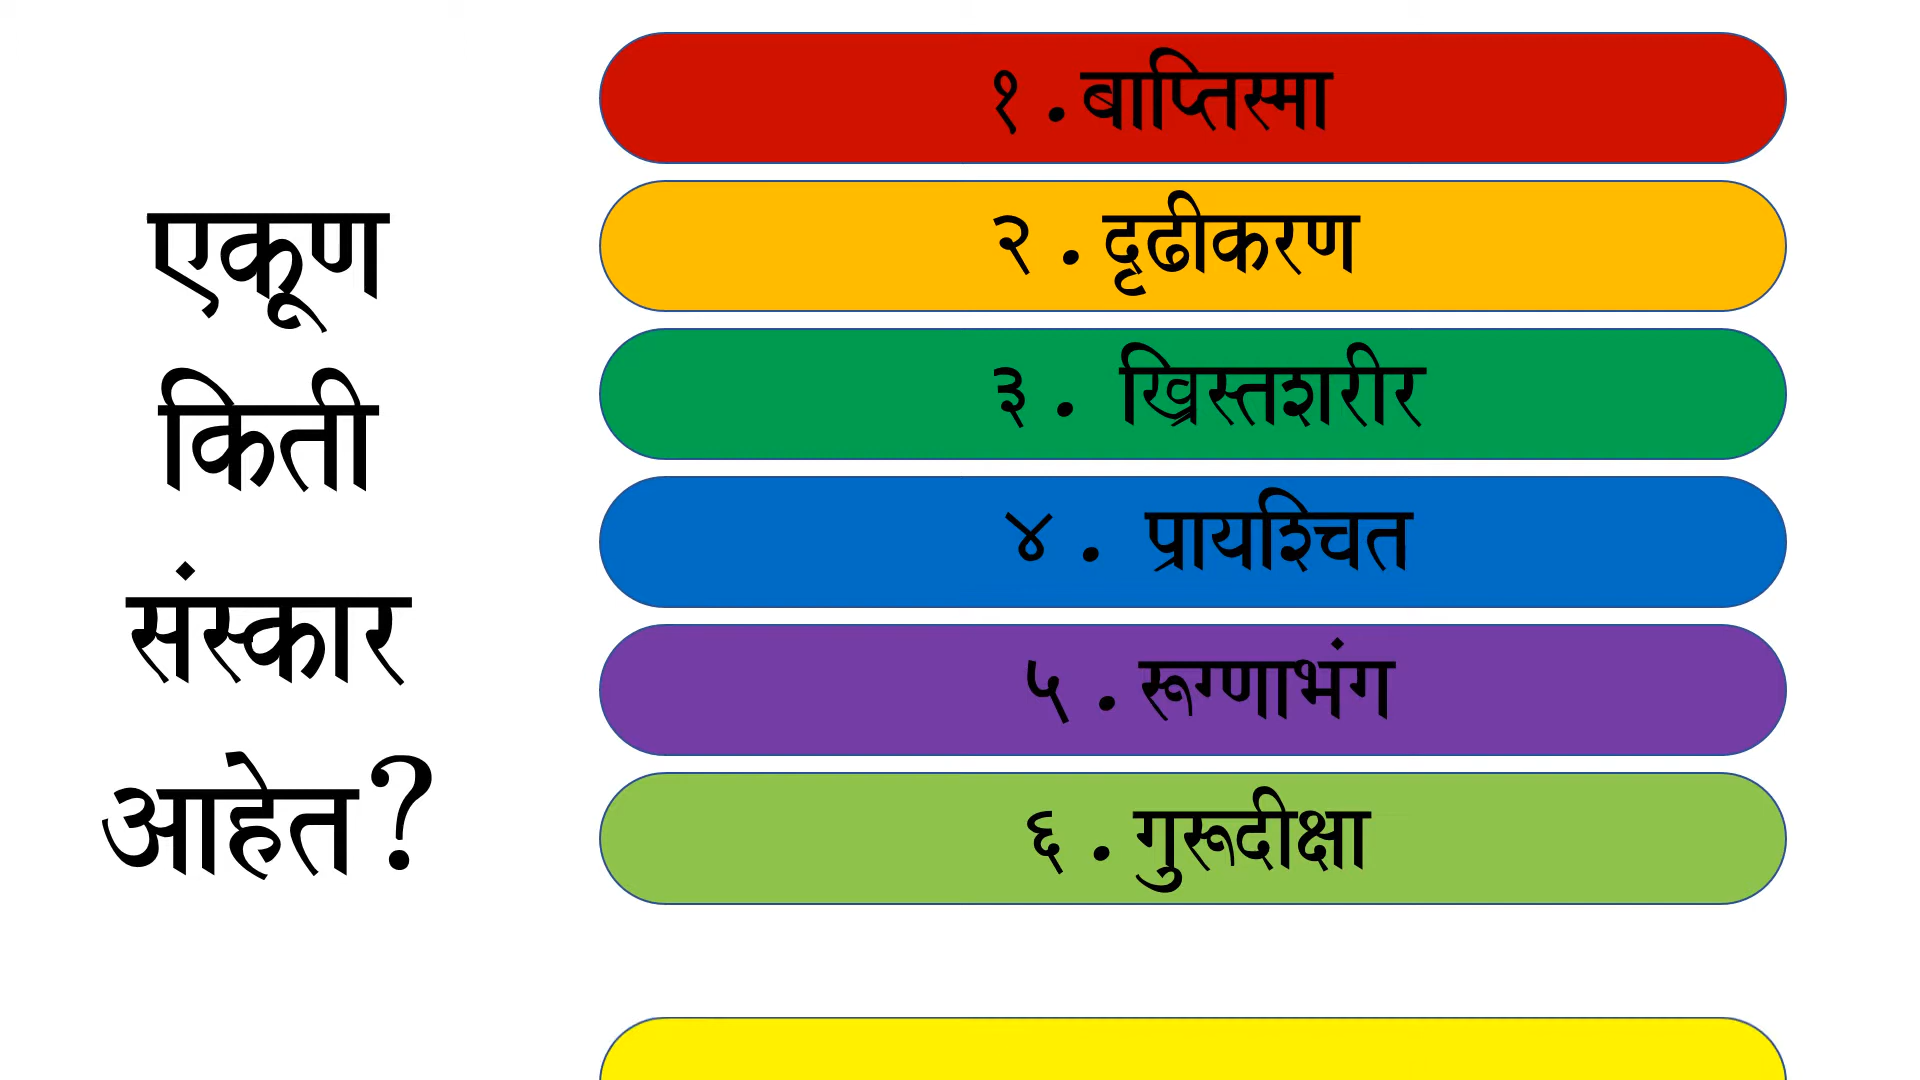 एकूण
किती
संस्कार
आहेत?
१ . बाप्तिस्मा
२ . दृढीकरण
३ . ख्रिस्तशरीर
४ . प्रायश्चित
५ . रूग्णाभंग
६ . गुरूदीक्षा